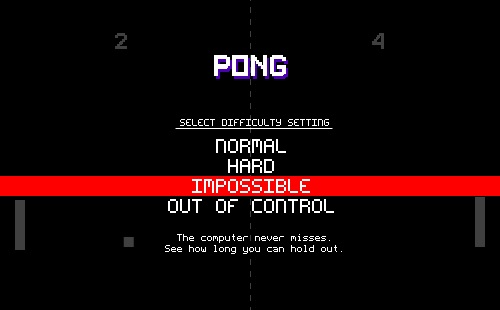 2 4
PONG
SELECT DIFFICULTY SETTING
NORMAL
HARD
IMPOSSIBLE
OUT OF CONTROL
The computer never misses.
See how long you can hold out.